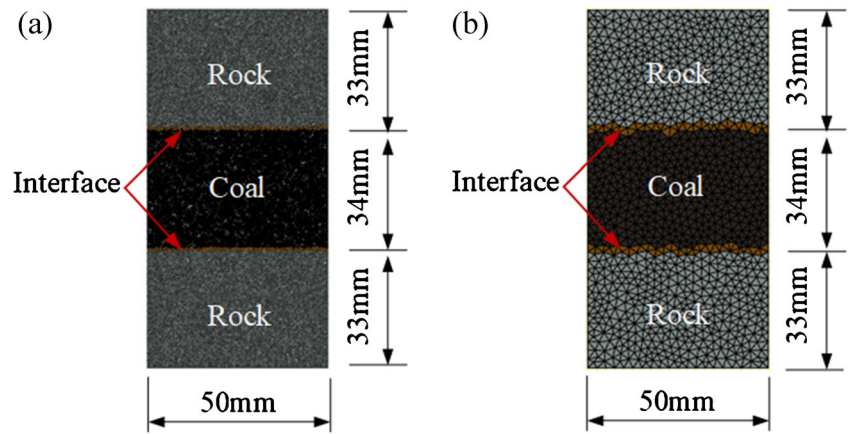 (a)
Rock
33mm
Interface
Coal
34mm
Rock
33mm
50mm
(b)
Rock
33mm
Interface
Coal
34mm
Rock
33mm
50mm